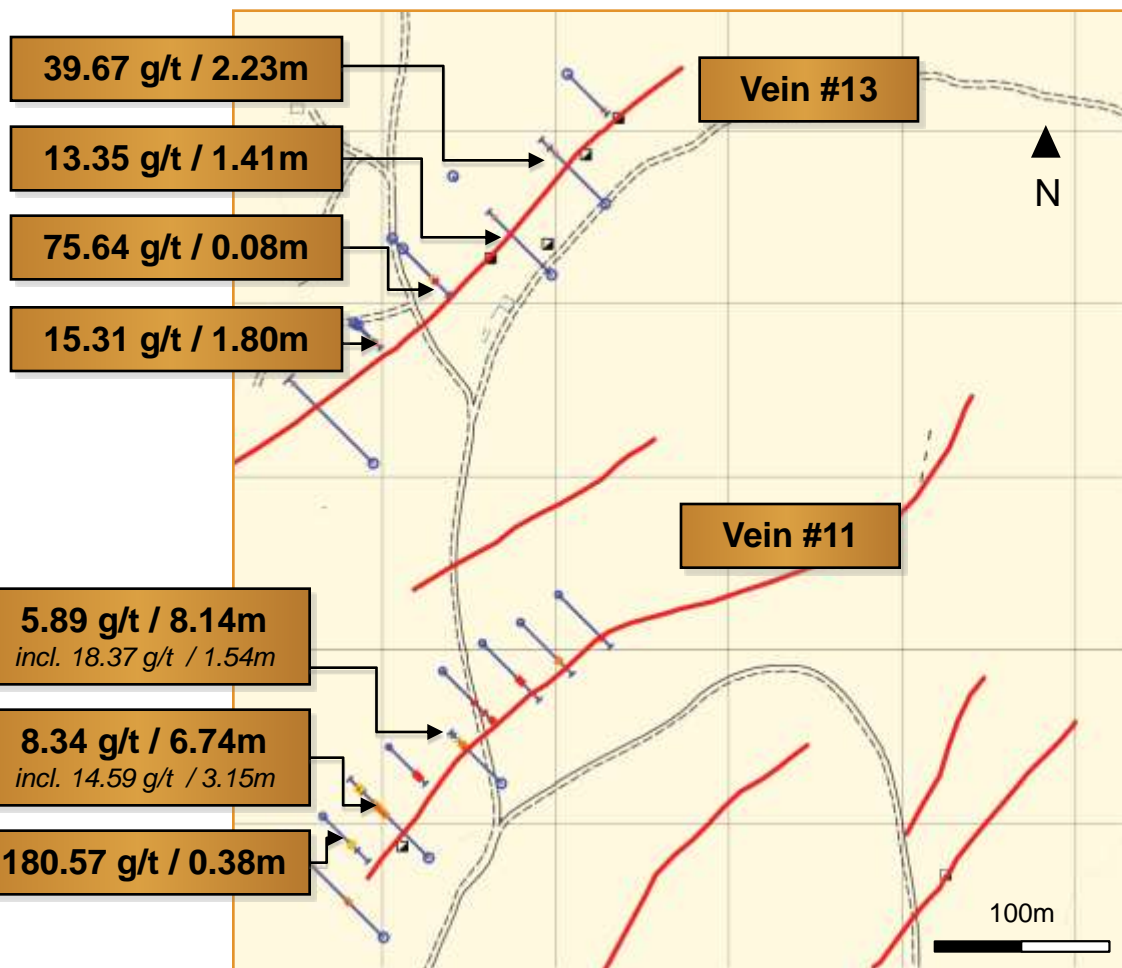 39.67 g/t / 2.23m
Vein #13
13.35 g/t / 1.41m
N
75.64 g/t / 0.08m
15.31 g/t / 1.80m
Vein #11
5.89 g/t / 8.14m
incl. 18.37 g/t / 1.54m
8.34 g/t / 6.74m
incl. 14.59 g/t / 3.15m
180.57 g/t / 0.38m
100m